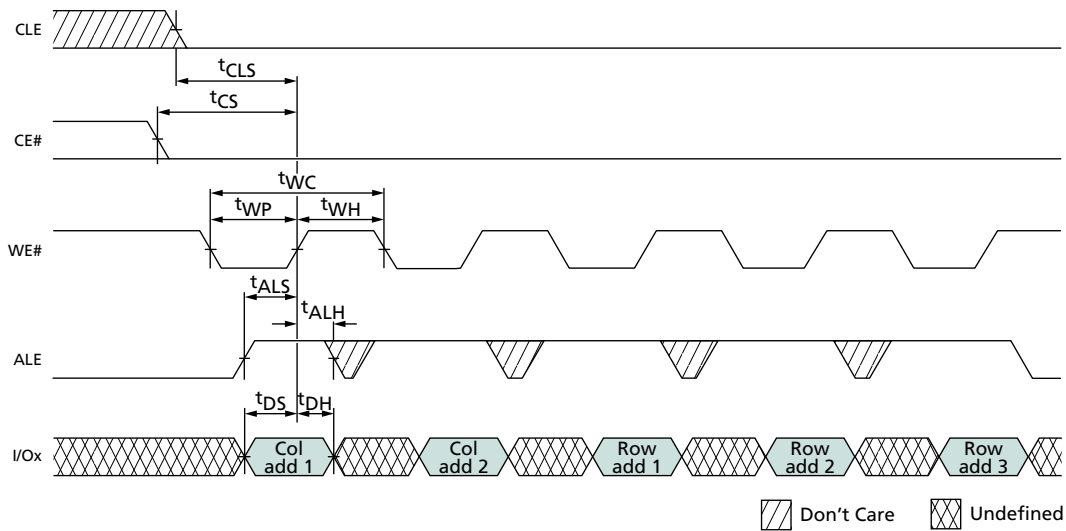 CLE
tCLS
tCS
CE#
tWC
tWP
tWH
WE#
tALS
tALH
ALE
tDS
tDH
I/Ox
Col
add 1
Col
add 2
Row
add 1
Row
add 2
Row
add 3
Don't Care
Undefined